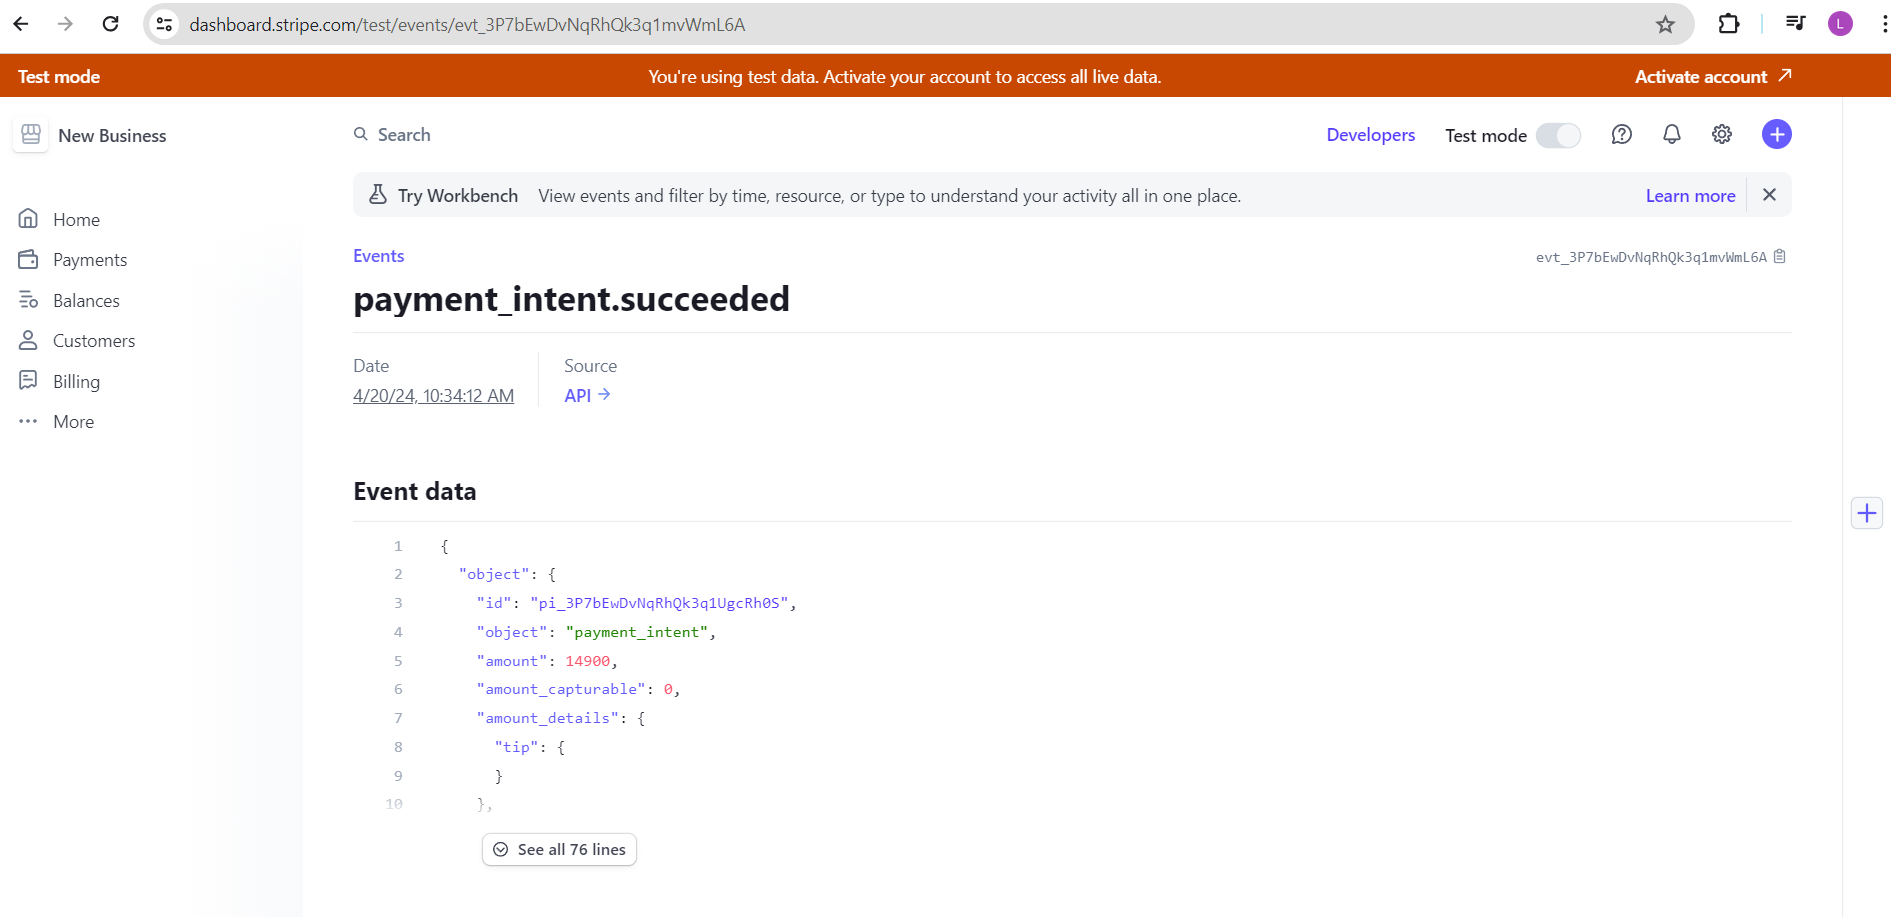 dashboard.stripe.com/test/events/evt_3P7bEwDvNqRhQk3q1mvWmL6A
L
Test mode
You're using test data. Activate your account to access all live data.
Activate account
New Business
Search
Developers
Test mode
Try Workbench View events and filter by time, resource, or type to understand your activity all in one place.
Learn more
Home
Payments
Balances
Customers
Billing
More
Events
evt_3P7bEwDvNqRhQk3q1mvWmL6A
payment_intent.succeeded
Date
4/20/24, 10:34:12 AM
Source
API
Event data
1 {
2 "object": {
3 "id": "pi_3P7bEwDvNqRhQk3q1UgcRh0S",
4 "object": "payment_intent",
5 "amount": 14900,
6 "amount_capturable": 0,
7 "amount_details": {
8 "tip": {
9 }
10 },
See all 76 lines